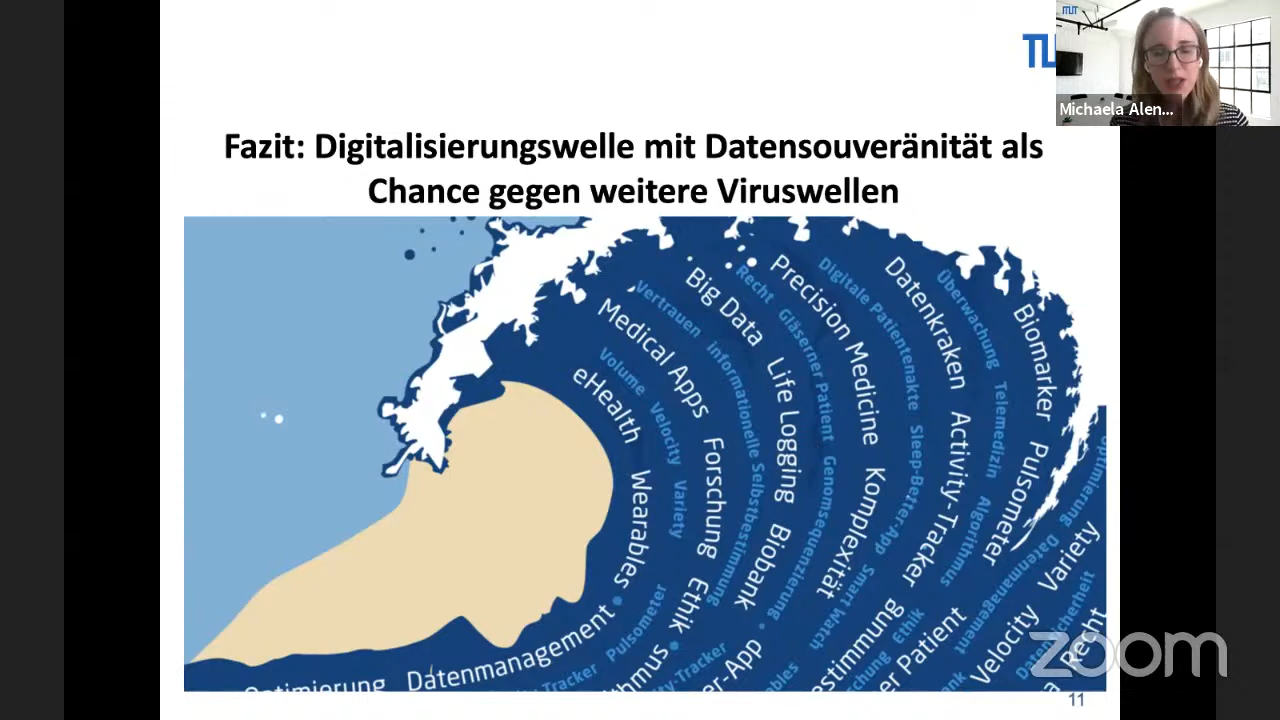 TUT
Michaela Alen...
Fazit: Digitalisierungswelle mit Datensouveränität als
Chance gegen weitere Viruswellen
Biomarker Pulsometer
Überwachung Telemedizin Algorithmus
Datenkraken Activity-Tracker
Digitale Patientenakte Sleep-Better-App Smart Watch
Precision Medicine Komplexität
Recht Gläserner Patient Genomsequenzierung
Big Data Life Logging Biobank
Vertrauen Informationelle Selbstbestimmung
Medical Apps Forschung Ethik
Volume Velocity Variety
eHealth Wearables • Datenmanagement
Optimierung
Pulsometer
Tracker
Datenmanagement
Variety
Velocity
Datensicherheit
Recht
Ethik
Patient
zoom
11